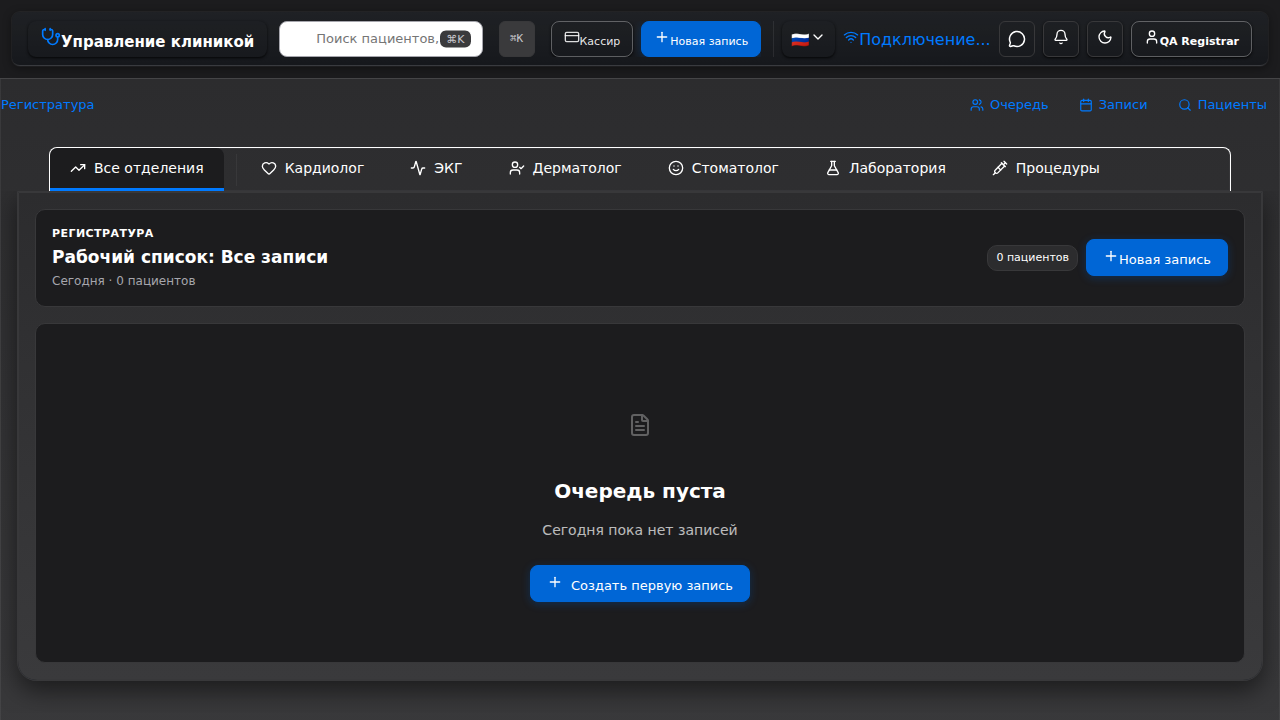 Управление клиникой
Поиск пациентов,
⌘K
⌘K
Кассир
Новая запись
Подключение...
QA Registrar
Регистратура
Очередь
Записи
Пациенты
Все отделения
Кардиолог
ЭКГ
Дерматолог
Стоматолог
Лаборатория
Процедуры
РЕГИСТРАТУРА
Рабочий список: Все записи
Сегодня · 0 пациентов
0 пациентов
Новая запись
Очередь пуста
Сегодня пока нет записей
Создать первую запись